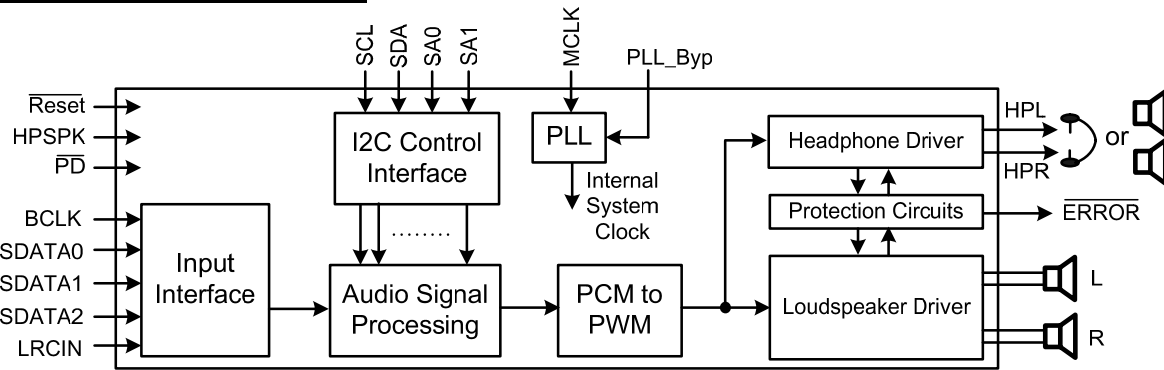 SCL
SDA
SA0
SA1
MCLK
PLL_Byp
Reset
HPSPK
PD
BCLK
SDATA0
SDATA1
SDATA2
LRCIN
I2C Control
Interface
PLL
Internal
System
Clock
Input
Interface
........
Audio Signal
Processing
PCM to
PWM
Headphone Driver
Protection Circuits
Loudspeaker Driver
HPL
HPR
or
ERROR
L
R